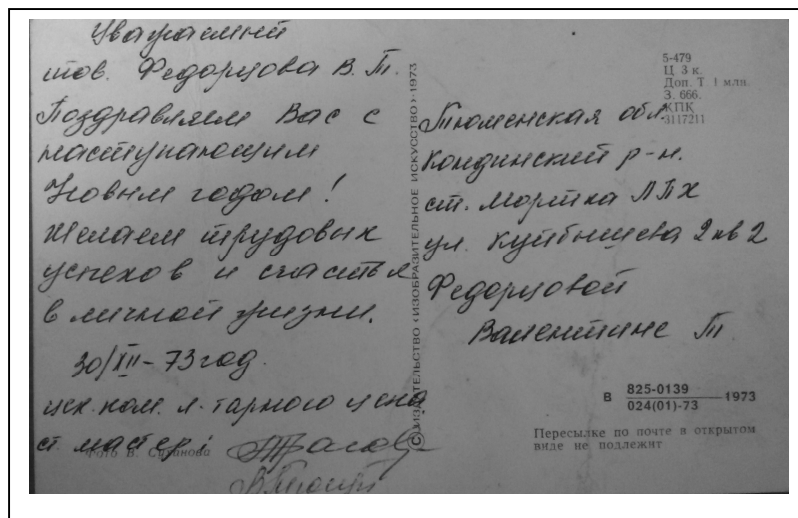 Уважаемый
тов. Федорцова В. Т.
Поздравляем Вас с
наступающим
Новым годом!
Желаем трудовых
успехов и счастья
в личной жизни.
30/XII-73 год.
цех.ком. л. тарного цеха
ст. мастер:
Фото В. Суханова
© ИЗДАТЕЛЬСТВО «ИЗОБРАЗИТЕЛЬНОЕ ИСКУССТВО» 1973
5-479
Ц 3 к.
Доп. Т 1 млн.
З. 666.
ЖПК
3117211
Тюменская обл.
Кондинский р-н.
ст. Мортка ЛПХ
ул. Куйбышева 2 кв 2
Федорцовой
Валентине Т
В 825-0139 1973
024(01)-73
Пересылке по почте в открытом
виде не подлежит